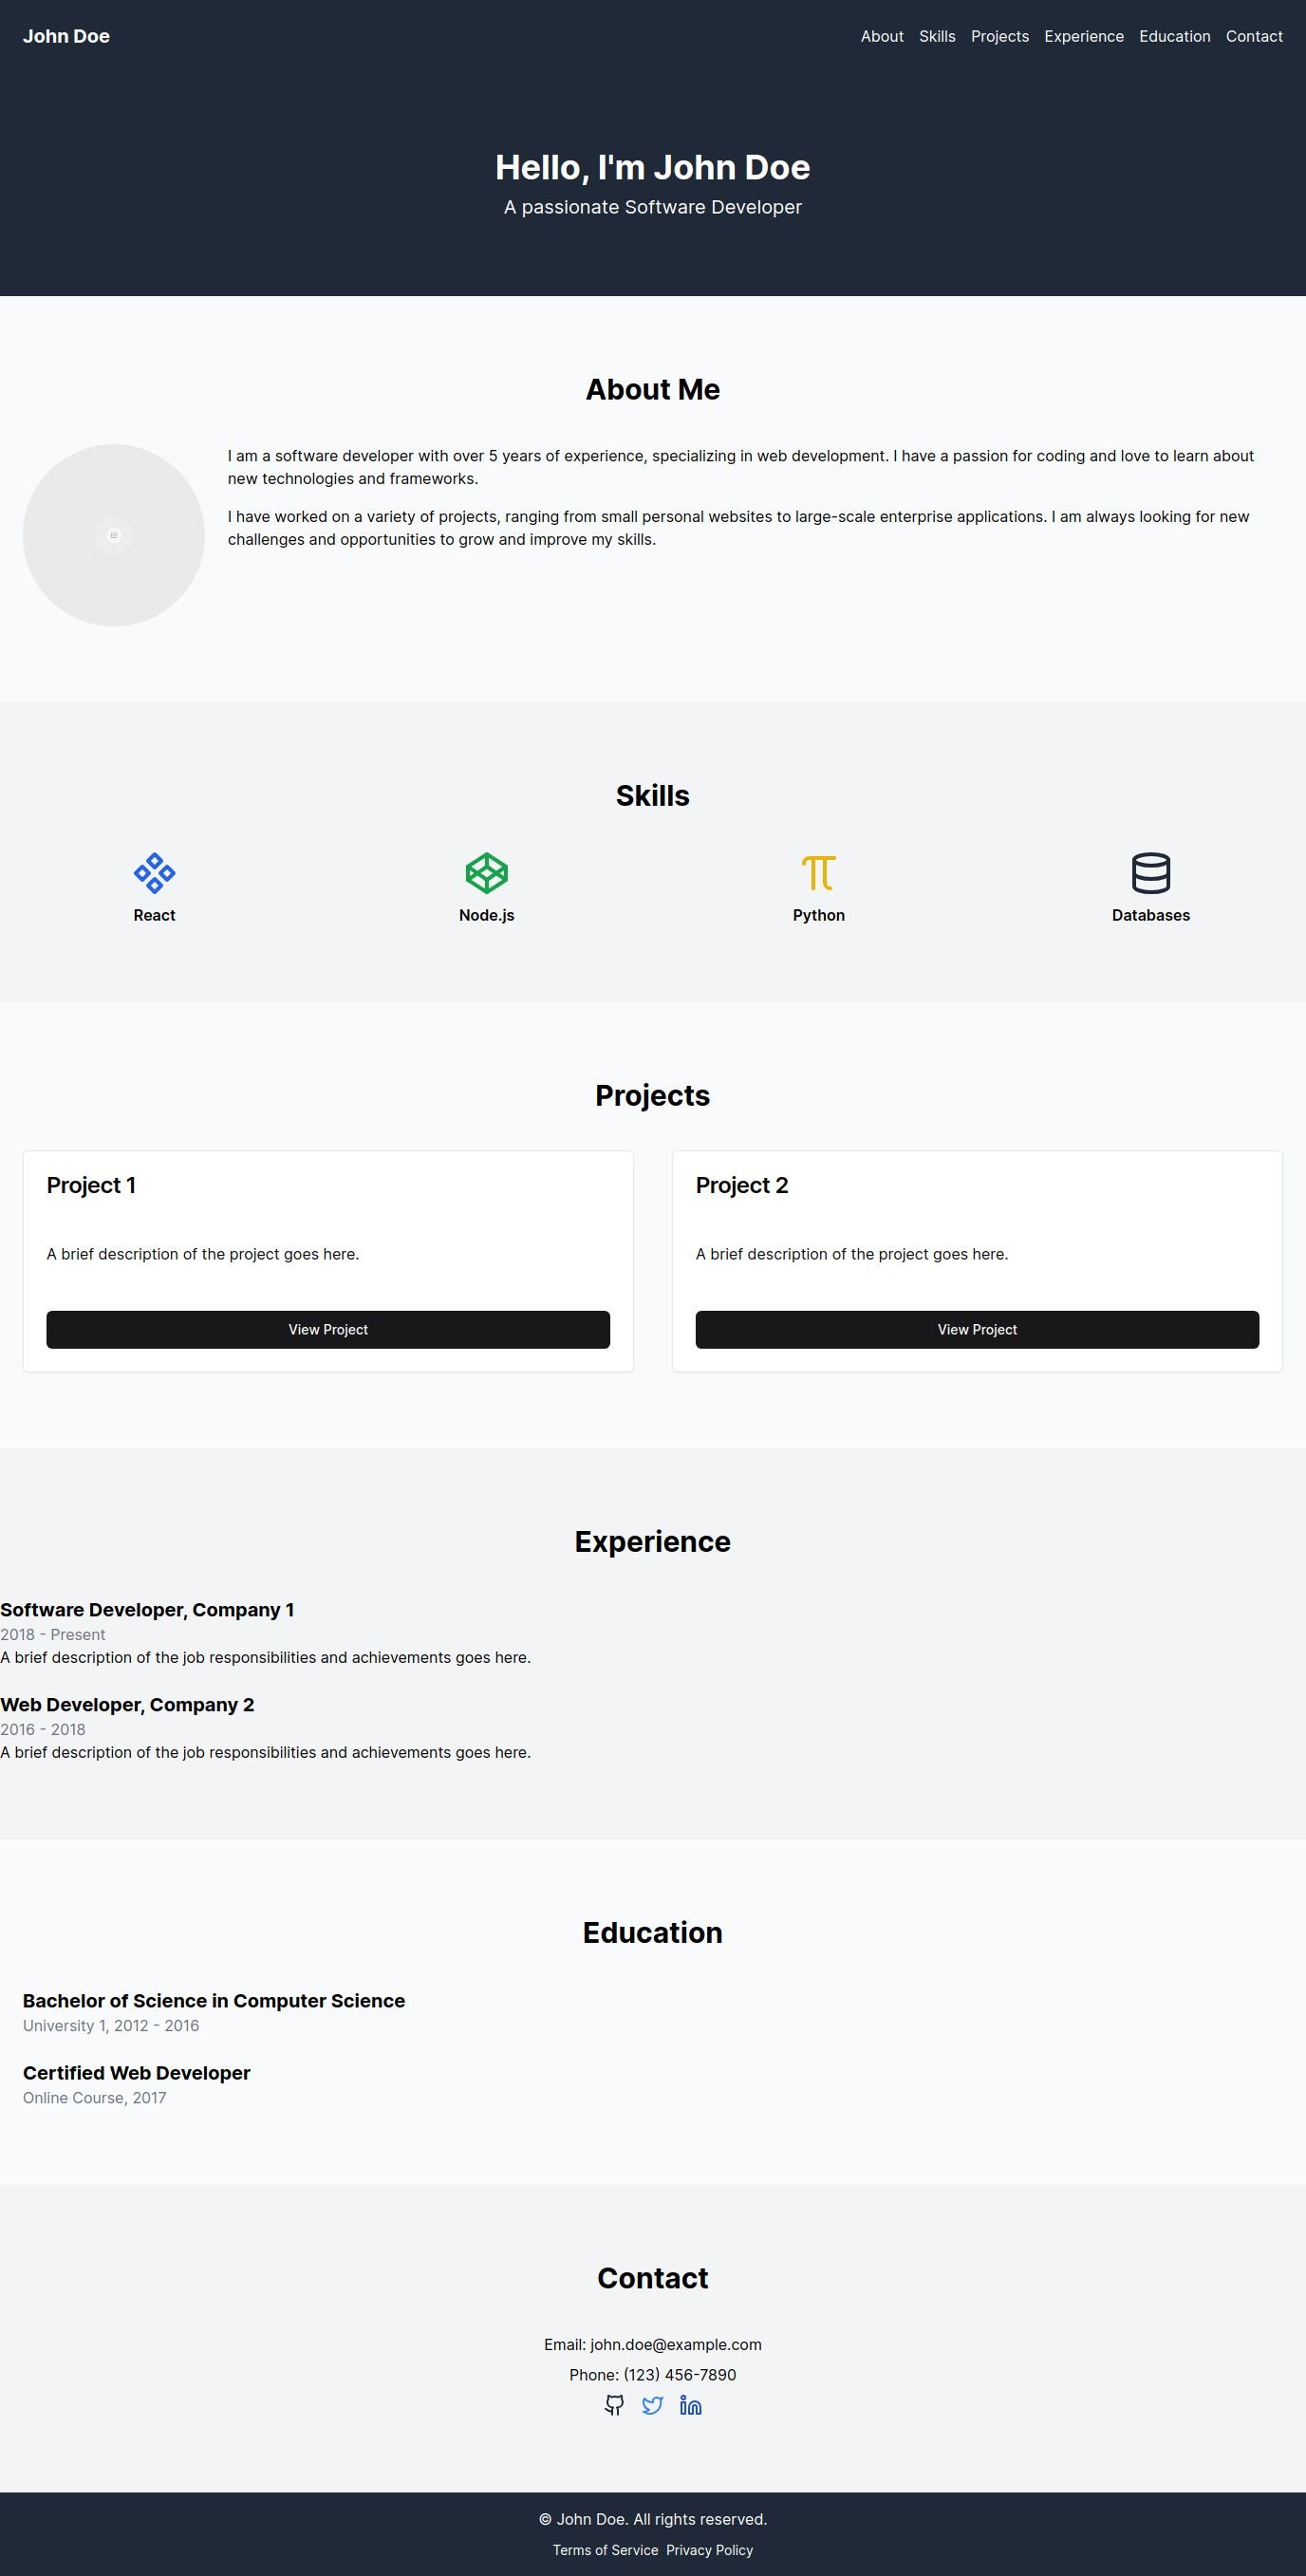 John Doe
About Skills Projects Experience Education Contact
Hello, I'm John Doe
A passionate Software Developer
About Me
I am a software developer with over 5 years of experience, specializing in web development. I have a passion for coding and love to learn about
new technologies and frameworks.
I have worked on a variety of projects, ranging from small personal websites to large-scale enterprise applications. I am always looking for new
challenges and opportunities to grow and improve my skills.
Skills
React
Node.js
Python
Databases
Projects
Project 1
A brief description of the project goes here.
View Project
Project 2
A brief description of the project goes here.
View Project
Experience
Software Developer, Company 1
2018 - Present
A brief description of the job responsibilities and achievements goes here.
Web Developer, Company 2
2016 - 2018
A brief description of the job responsibilities and achievements goes here.
Education
Bachelor of Science in Computer Science
University 1, 2012 - 2016
Certified Web Developer
Online Course, 2017
Contact
Email: john.doe@example.com
Phone: (123) 456-7890
© John Doe. All rights reserved.
Terms of Service Privacy Policy